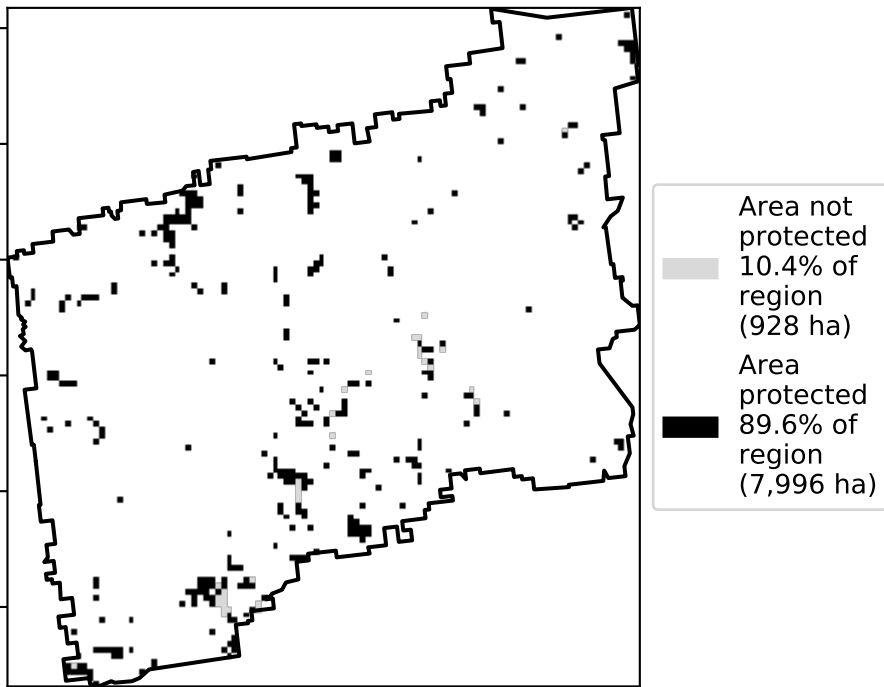 Area not
protected
10.4% of
region
(928 ha)
Area
protected
89.6% of
region
(7,996 ha)